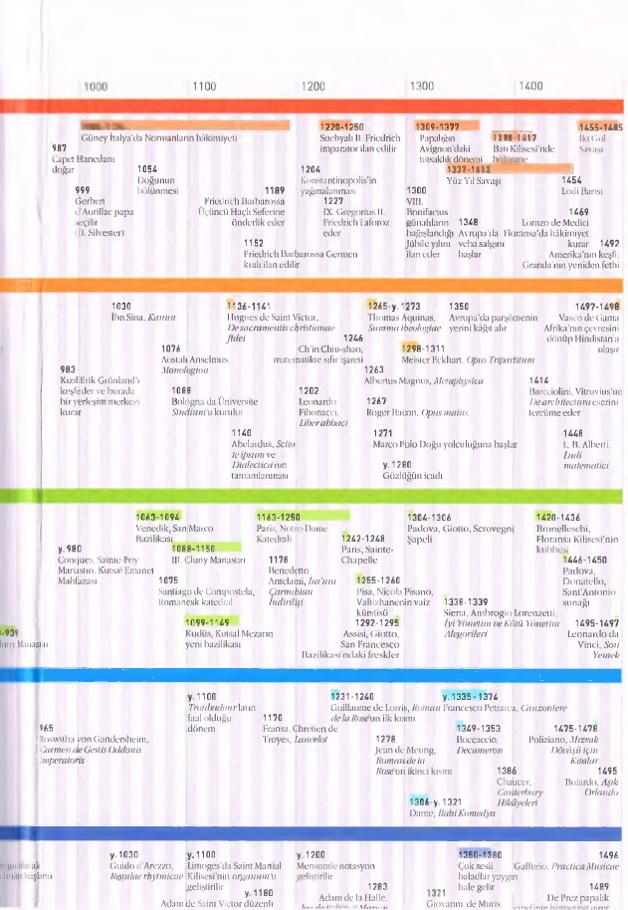 1000 1100 1200 1300 1400
Güney İtalya'da Normanların hâkimiyeti
987
Capet Hanedanı
doğar
999
Gerbert
d'Aurillac papa
seçilir
(II. Silvester)
1054
Doğunun
bölünmesi
1189
Friedrich Barbarossa
Üçüncü Haçlı Seferine
önderlik eder
1152
Friedrich Barbarossa Germen
kralı ilan edilir
1220-1250
Suebyalı II. Friedrich
imparator ilan edilir
1204
Konstantinopolis'in
yağmalanması
1227
IX. Gregorius II.
Friedrich'i aforoz
eder
1309-1377
Papalığın
Avignon'daki
tutsaklık dönemi
Batı Kilisesi'nde
bölünme
1455-1485
İki Gül
Savaşı
Yüz Yıl Savaşı
1300
VIII.
Bonifacius
günahların
bağışlandığı
Jübile yılını
ilan eder
1348
Avrupa'da
veba salgını
başlar
1454
Lodi Barışı
1469
Lorenzo de Medici
Floransa'da hâkimiyet
kurar
1492
Amerika'nın keşfi;
Granda'nın yeniden fethi
1030
İbn Sina, Kanun
1136-1141
Hugues de Saint Victor,
De sacramentis christianae
fidei
1265-y. 1273
Thomas Aquinas,
Summa theologiae
1350
Avrupa'da parşömenin
yerini kâğıt alır
1497-1498
Vasco de Gama
Afrika'nın çevresini
dönüp Hindistan'a
ulaşır
1076
Aostalı Anselmus,
Monologion
1246
Ch'in Chiu-shao,
matematikte sıfır işareti
1298-1311
Meister Eckhart, Opus Tripartitum
983
Kızıl Erik Grönland'ı
keşfeder ve burada
bir yerleşim merkezi
kurar
1088
Bologna'da Üniversite
Studium'u kurulur
1202
Leonardo
Fibonacci,
Liber abbaci
1263
Albertus Magnus, Metaphysica
1267
Roger Bacon, Opus maius
1414
Bracciolini, Vitruvius'un
De architectura eserini
tercüme eder
1140
Abelardus, Scito
te ipsum ve
Dialectica'nın
tamamlanması
1271
Marco Polo Doğu yolculuğuna başlar
y. 1280
Gözlüğün icadı
1448
L. B. Alberti,
Ludi
matematici
1063-1094
Venedik, San Marco
Bazilikası
1163-1250
Paris, Notre-Dame
Katedrali
1304-1306
Padova, Giotto, Scrovegni
Şapeli
1420-1436
Brunelleschi,
Floransa Kilisesi'nin
kubbesi
y. 980
Conques, Sainte-Foy
Manastırı, Kutsal Emanet
Mahfazası
1088-1150
III. Cluny Manastırı
1242-1248
Paris, Sainte-
Chapelle
1446-1450
Padova,
Donatello,
Sant'Antonio
sunağı
1075
Santiago de Compostela,
Romanesk katedral
1178
Benedetto
Antelami, İsa'nın
Çarmıhtan
İndirilişi
1255-1260
Pisa, Nicola Pisano,
Vaftizhanenin vaiz
kürsüsü
1338-1339
Siena, Ambrogio Lorenzetti,
İyi Yönetim ve Kötü Yönetim
Alegorileri
1099-1149
Kudüs, Kutsal Mezarın
yeni bazilikası
1292-1295
Assisi, Giotto,
San Francesco
Bazilikası'ndaki freskler
1495-1497
Leonardo da
Vinci, Son
Yemek
-939
Manastırı
y. 1100
Troubadour'ların
faal olduğu
dönem
1231-1240
Guillaume de Lorris, Roman
de la Rose'un ilk kısmı
y. 1335 - 1374
Francesco Petrarca, Canzoniere
965
Roswitha von Gandersheim,
Carmen de Gestis Oddonis
Imperatoris
1170
Fransa, Chretien de
Troyes, Lancelot
1278
Jean de Meung,
Roman de la
Rose'un ikinci kısmı
1349-1353
Boccaccio,
Decameron
1475-1478
Poliziano, Mızrak
Dövüşü için
Kıtalar
1386
Chaucer,
Canterbury
Hikâyeleri
1495
Boiardo, Aşık
Orlando
1306-y. 1321
Dante, İlahi Komedya
y. 1030
Guido d'Arezzo,
Regulae rhytmicae
y. 1100
Limoges'da Saint Martial
Kilisesi'nin organum'u
geliştirilir
y. 1200
Mensurale notasyon
geliştirilir
1350-1380
Çok sesli
baladlar yaygın
hale gelir
1496
Gaffurio, Practica Musicae
y. 1180
Adam de Saint Victor düzenli
1283
Adam de la Halle,
1321
Giovanni de Muris,
1489
De Prez papalık